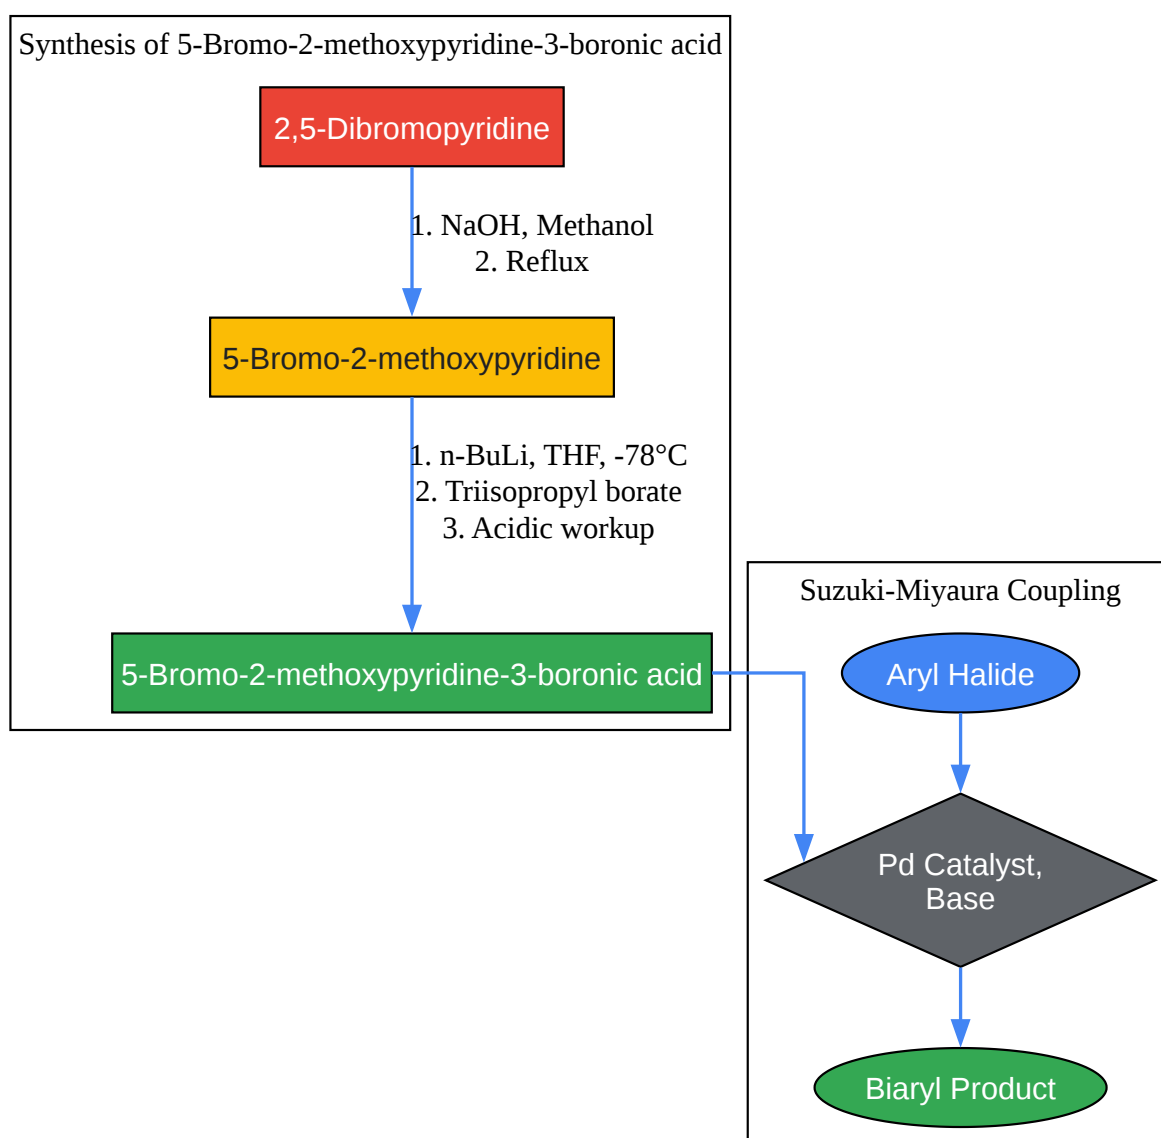 Synthesis of 5-Bromo-2-methoxypyridine-3-boronic acid
2,5-Dibromopyridine
1. NaOH, Methanol
2. Reflux
5-Bromo-2-methoxypyridine
1. n-BuLi, THF, -78°C
2. Triisopropyl borate
3. Acidic workup
5-Bromo-2-methoxypyridine-3-boronic acid
Suzuki-Miyaura Coupling
Aryl Halide
Pd Catalyst,
Base
Biaryl Product